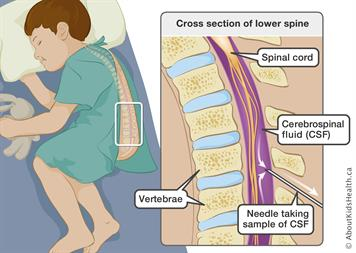 Cross section of lower spine
Spinal cord
Cerebrospinal
fluid (CSF)
Vertebrae
Needle taking
sample of CSF
© AboutKidsHealth.ca